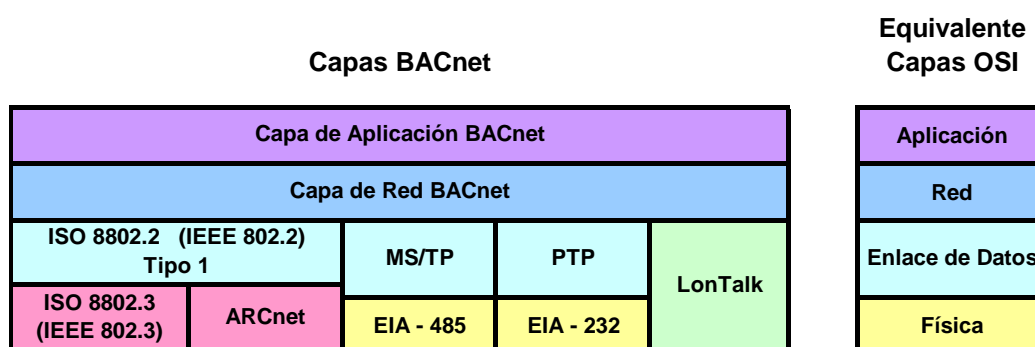 Equivalente
Capas OSI
Capas BACnet
Capa de Aplicación BACnet
Aplicación
Capa de Red BACnet
Red
ISO 8802.2 (IEEE 802.2)
Tipo 1
MS/TP
PTP
LonTalk
Enlace de Datos
ISO 8802.3
(IEEE 802.3)
ARCnet
EIA - 485
EIA - 232
Física